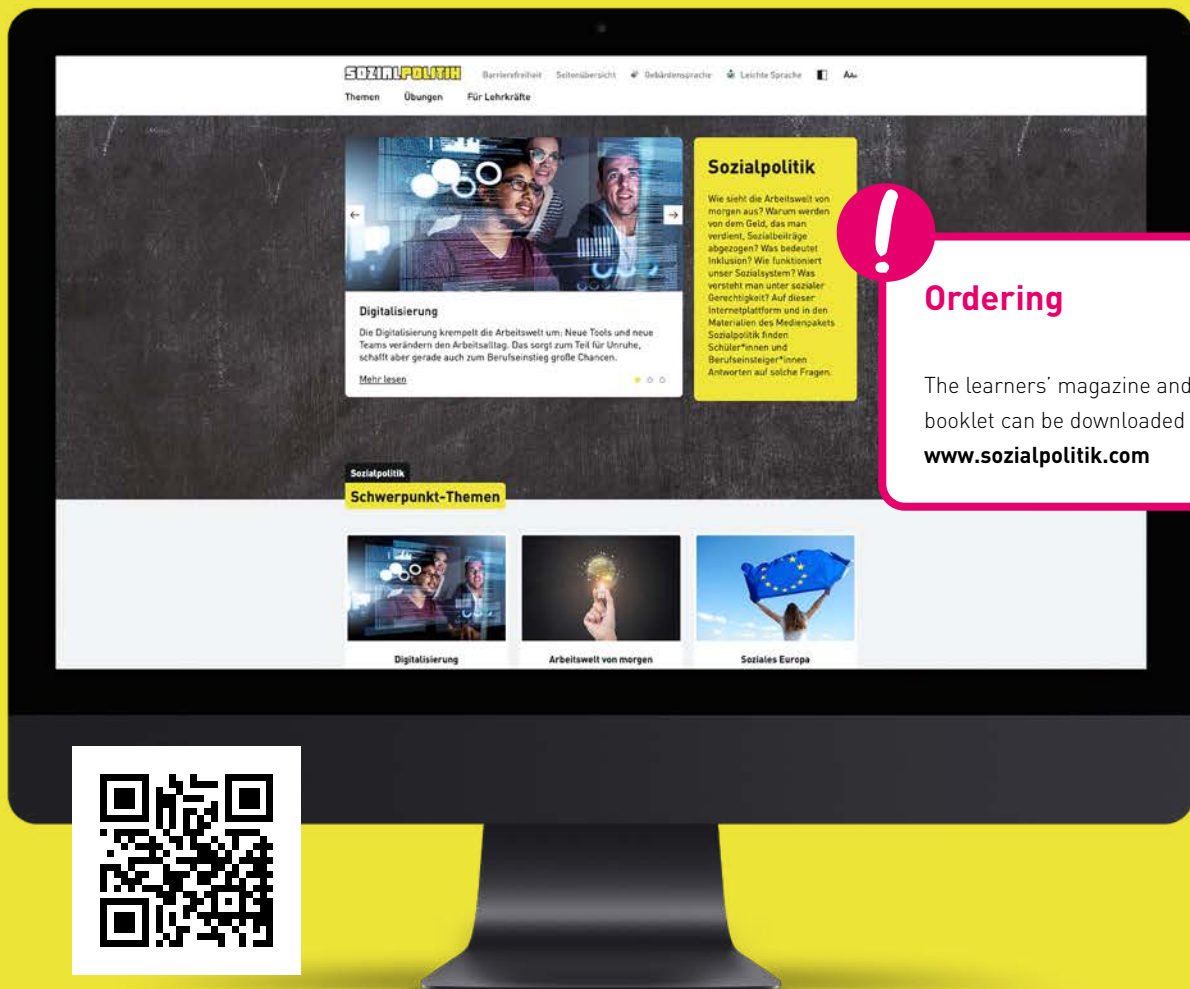 SOZIALPOLITIK
Barrierefreiheit Seitenübersicht Gebärdensprache Leichte Sprache AA
Themen Übungen Für Lehrkräfte
Digitalisierung
Die Digitalisierung krempelt die Arbeitswelt um: Neue Tools und neue
Teams verändern den Arbeitsalltag. Das sorgt zum Teil für Unruhe,
schafft aber gerade auch zum Berufseinstieg große Chancen.
Mehr lesen
Sozialpolitik
Wie sieht die Arbeitswelt von
morgen aus? Warum werden
von dem Geld, das man
verdient, Sozialbeiträge
abgezogen? Was bedeutet
Inklusion? Wie funktioniert
unser Sozialsystem? Was
versteht man unter sozialer
Gerechtigkeit? Auf dieser
Internetplattform und in den
Materialien des Medienpakets
Sozialpolitik finden
Schüler*innen und
Berufseinsteiger*innen
Antworten auf solche Fragen.
!
Ordering
The learners' magazine and
booklet can be downloaded
www.sozialpolitik.com
Sozialpolitik
Schwerpunkt-Themen
Digitalisierung
Arbeitswelt von morgen
Soziales Europa